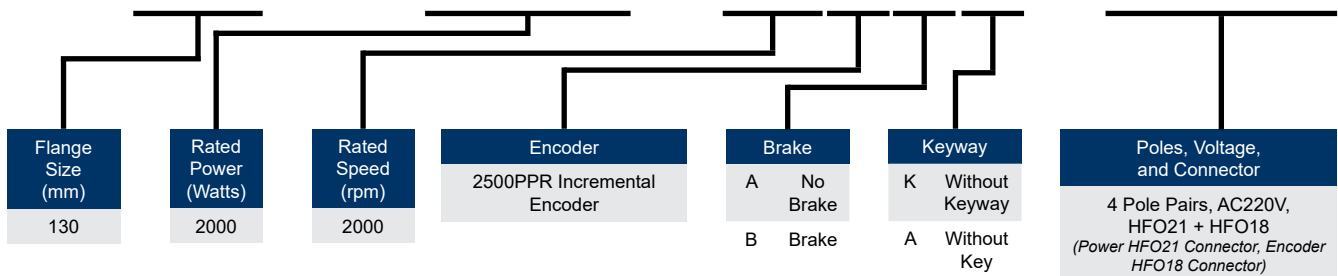 Flange
Size
(mm)
130
Rated
Power
(Watts)
2000
Rated
Speed
(rpm)
2000
Encoder
2500PPR Incremental
Encoder
Brake
A No
Brake
B Brake
Keyway
K Without
Keyway
A Without
Key
Poles, Voltage,
and Connector
4 Pole Pairs, AC220V,
HFO21 + HFO18
(Power HFO21 Connector, Encoder
HFO18 Connector)